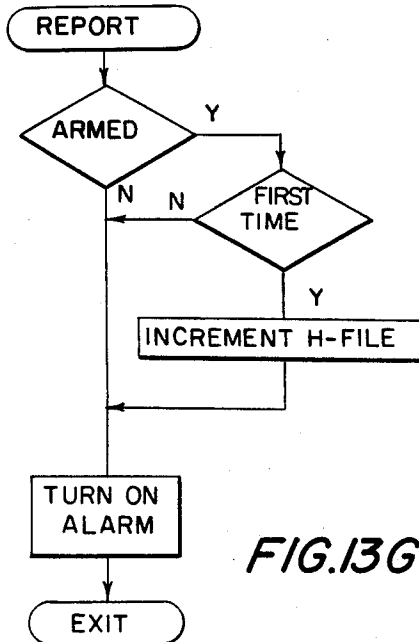 REPORT
ARMED
Y
N
FIRST
TIME
N
Y
INCREMENT H-FILE
TURN ON
ALARM
FIG.13G
EXIT